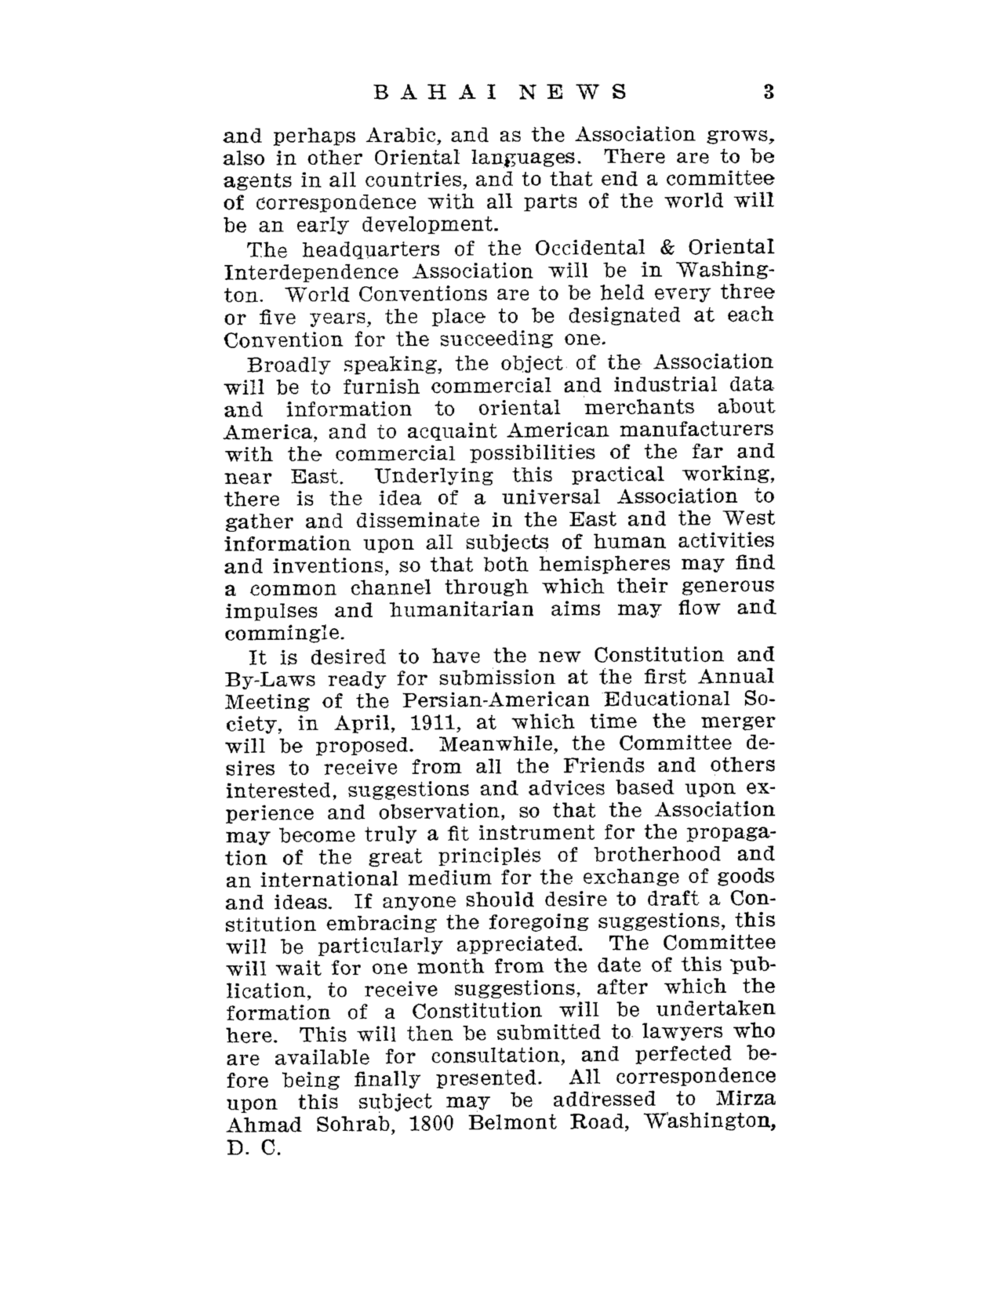 BAHAI NEWS 3
and perhaps Arabic, and as the Association grows,
also in other Oriental languages. There are to be
agents in all countries, and to that end a committee
of correspondence with all parts of the world will
be an early development.
The headquarters of the Occidental & Oriental
Interdependence Association will be in Washing-
ton. World Conventions are to be held every three
or five years, the place to be designated at each
Convention for the succeeding one.
Broadly speaking, the object of the Association
will be to furnish commercial and industrial data
and information to oriental merchants about
America, and to acquaint American manufacturers
with the commercial possibilities of the far and
near East. Underlying this practical working,
there is the idea of a universal Association to
gather and disseminate in the East and the West
information upon all subjects of human activities
and inventions, so that both hemispheres may find
a common channel through which their generous
impulses and humanitarian aims may flow and
commingle.
It is desired to have the new Constitution and
By-Laws ready for submission at the first Annual
Meeting of the Persian-American Educational So-
ciety, in April, 1911, at which time the merger
will be proposed. Meanwhile, the Committee de-
sires to receive from all the Friends and others
interested, suggestions and advices based upon ex-
perience and observation, so that the Association
may become truly a fit instrument for the propaga-
tion of the great principles of brotherhood and
an international medium for the exchange of goods
and ideas. If anyone should desire to draft a Con-
stitution embracing the foregoing suggestions, this
will be particularly appreciated. The Committee
will wait for one month from the date of this pub-
lication, to receive suggestions, after which the
formation of a Constitution will be undertaken
here. This will then be submitted to lawyers who
are available for consultation, and perfected be-
fore being finally presented. All correspondence
upon this subject may be addressed to Mirza
Ahmad Sohrab, 1800 Belmont Road, Washington,
D. C.